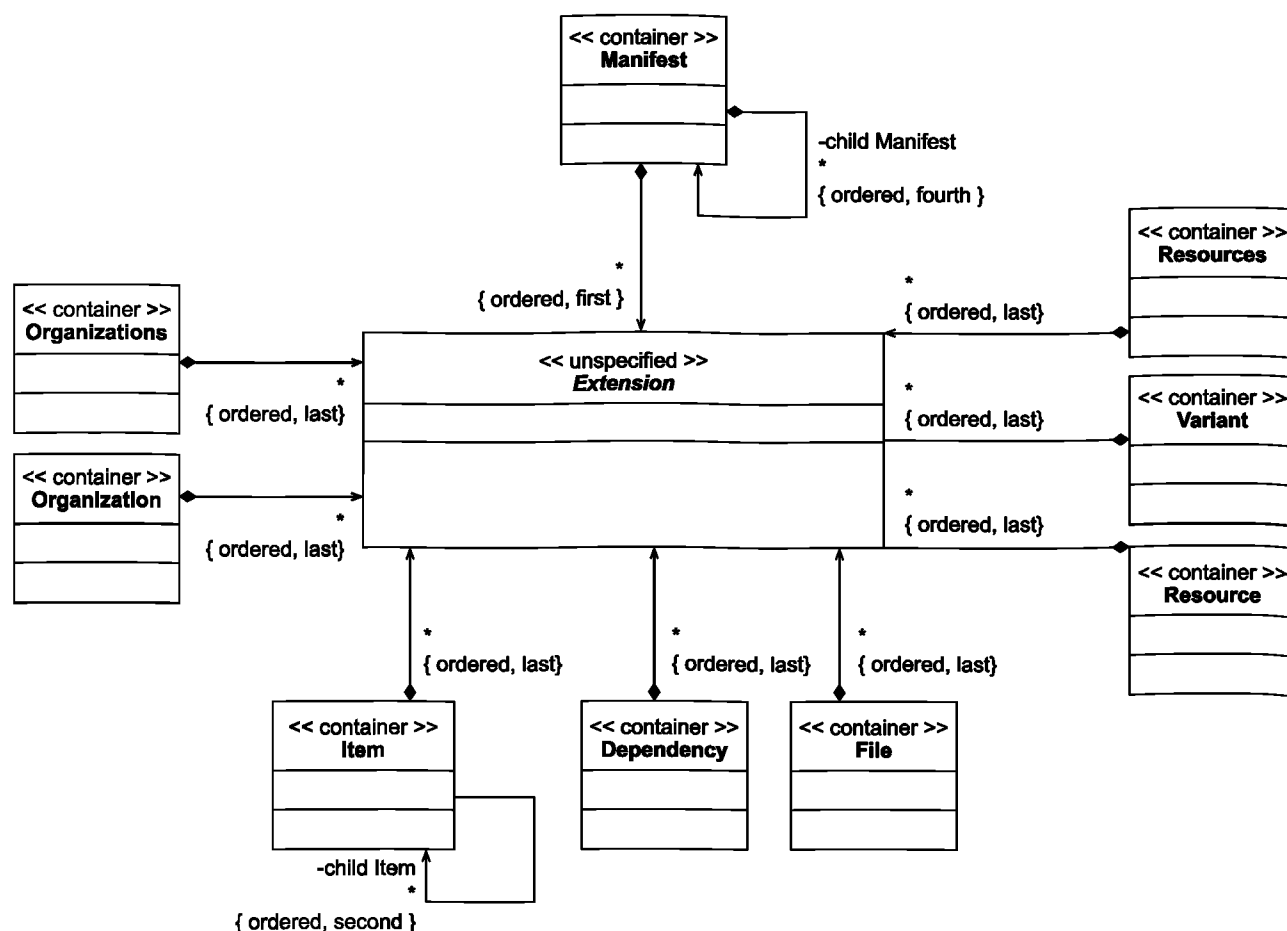 << container >>
Manifest
-child Manifest
*
{ ordered, fourth }
*
{ ordered, first }
<< container >>
Resources
*
{ ordered, last}
<< container >>
Organizations
*
{ ordered, last}
<< unspecified >>
Extension
*
{ ordered, last}
<< container >>
Variant
<< container >>
Organization
*
{ ordered, last}
*
{ ordered, last}
<< container >>
Resource
*
{ ordered, last}
*
{ ordered, last}
*
{ ordered, last}
<< container >>
Item
<< container >>
Dependency
<< container >>
File
-child Item
*
{ ordered, second }